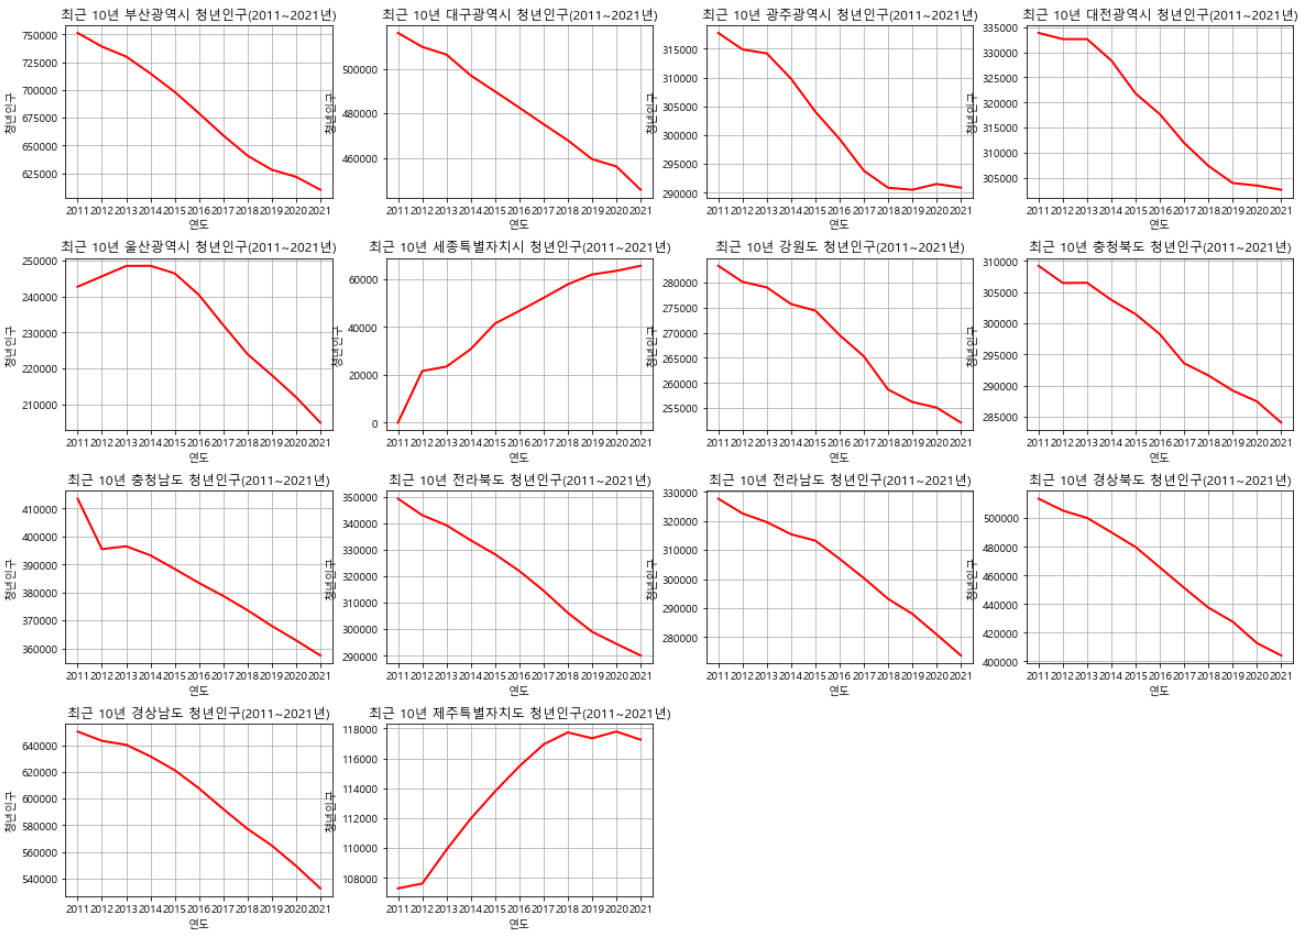 최근 10년 부산광역시 청년인구(2011~2021년)
750000
725000
700000
675000
650000
625000
청년인구
2011 2012 2013 2014 2015 2016 2017 2018 2019 2020 2021
연도
최근 10년 대구광역시 청년인구(2011~2021년)
500000
480000
460000
청년인구
2011 2012 2013 2014 2015 2016 2017 2018 2019 2020 2021
연도
최근 10년 광주광역시 청년인구(2011~2021년)
315000
310000
305000
300000
295000
290000
청년인구
2011 2012 2013 2014 2015 2016 2017 2018 2019 2020 2021
연도
최근 10년 대전광역시 청년인구(2011~2021년)
335000
330000
325000
320000
315000
310000
305000
청년인구
2011 2012 2013 2014 2015 2016 2017 2018 2019 2020 2021
연도
최근 10년 울산광역시 청년인구(2011~2021년)
250000
240000
230000
220000
210000
청년인구
2011 2012 2013 2014 2015 2016 2017 2018 2019 2020 2021
연도
최근 10년 세종특별자치시 청년인구(2011~2021년)
60000
40000
20000
0
청년인구
2011 2012 2013 2014 2015 2016 2017 2018 2019 2020 2021
연도
최근 10년 강원도 청년인구(2011~2021년)
280000
275000
270000
265000
260000
255000
청년인구
2011 2012 2013 2014 2015 2016 2017 2018 2019 2020 2021
연도
최근 10년 충청북도 청년인구(2011~2021년)
310000
305000
300000
295000
290000
285000
청년인구
2011 2012 2013 2014 2015 2016 2017 2018 2019 2020 2021
연도
최근 10년 충청남도 청년인구(2011~2021년)
410000
400000
390000
380000
370000
360000
청년인구
2011 2012 2013 2014 2015 2016 2017 2018 2019 2020 2021
연도
최근 10년 전라북도 청년인구(2011~2021년)
350000
340000
330000
320000
310000
300000
290000
청년인구
2011 2012 2013 2014 2015 2016 2017 2018 2019 2020 2021
연도
최근 10년 전라남도 청년인구(2011~2021년)
330000
320000
310000
300000
290000
280000
청년인구
2011 2012 2013 2014 2015 2016 2017 2018 2019 2020 2021
연도
최근 10년 경상북도 청년인구(2011~2021년)
500000
480000
460000
440000
420000
400000
청년인구
2011 2012 2013 2014 2015 2016 2017 2018 2019 2020 2021
연도
최근 10년 경상남도 청년인구(2011~2021년)
640000
620000
600000
580000
560000
540000
청년인구
2011 2012 2013 2014 2015 2016 2017 2018 2019 2020 2021
연도
최근 10년 제주특별자치도 청년인구(2011~2021년)
118000
116000
114000
112000
110000
108000
청년인구
2011 2012 2013 2014 2015 2016 2017 2018 2019 2020 2021
연도